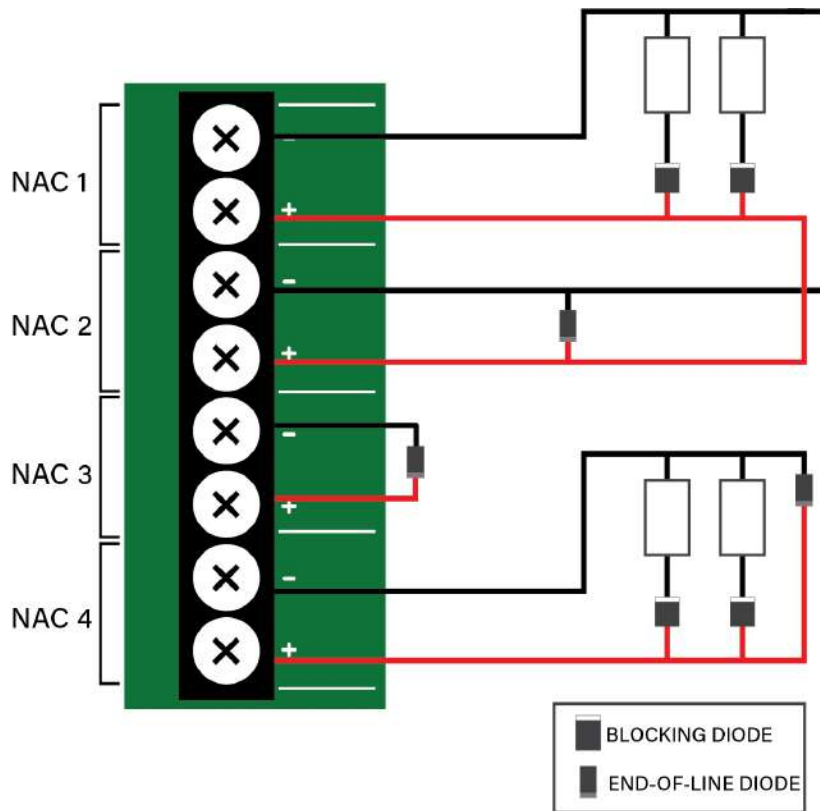 NAC 1
-
+
NAC 2
-
+
NAC 3
-
+
NAC 4
-
+
BLOCKING DIODE
END-OF-LINE DIODE